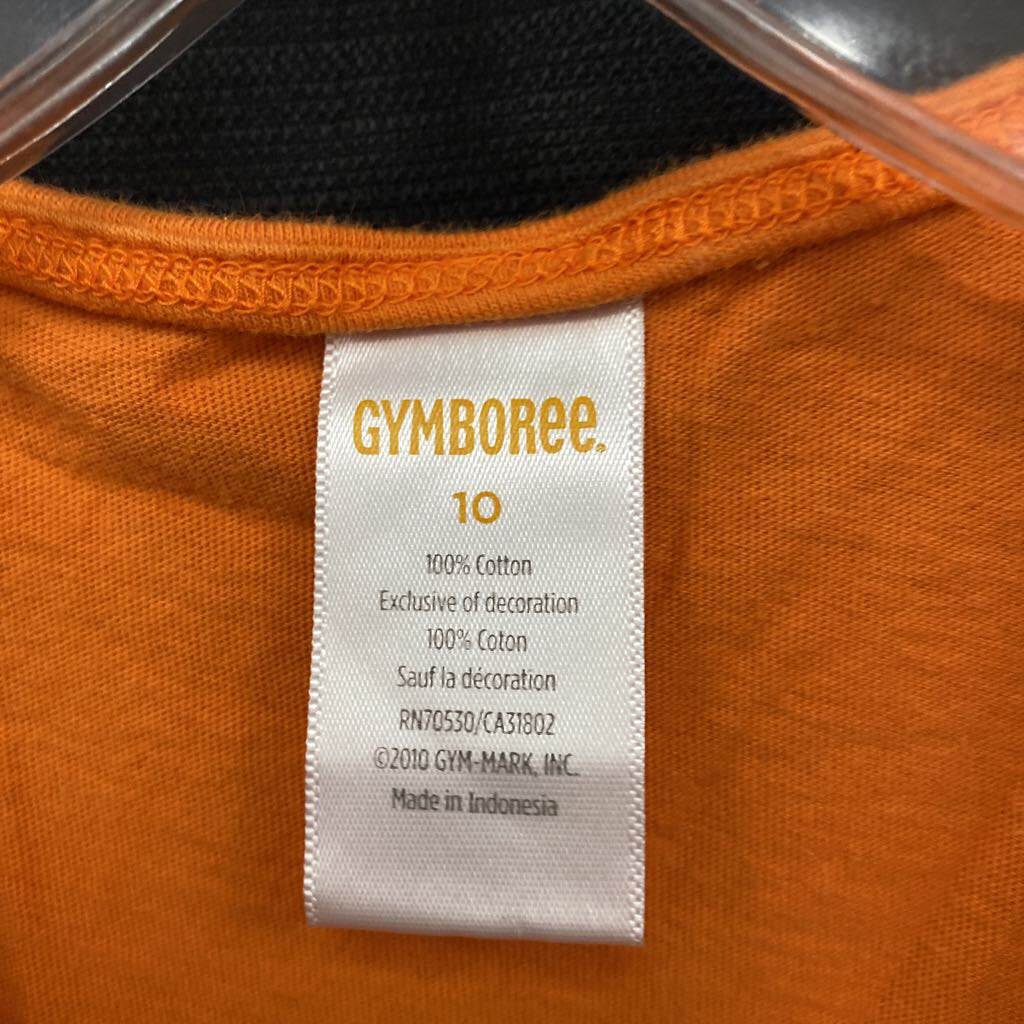 GYMBOREE®
10
100% Cotton
Exclusive of decoration
100% Coton
Sauf la décoration
RN70530/CA31802
©2010 GYM-MARK, INC.
Made in Indonesia